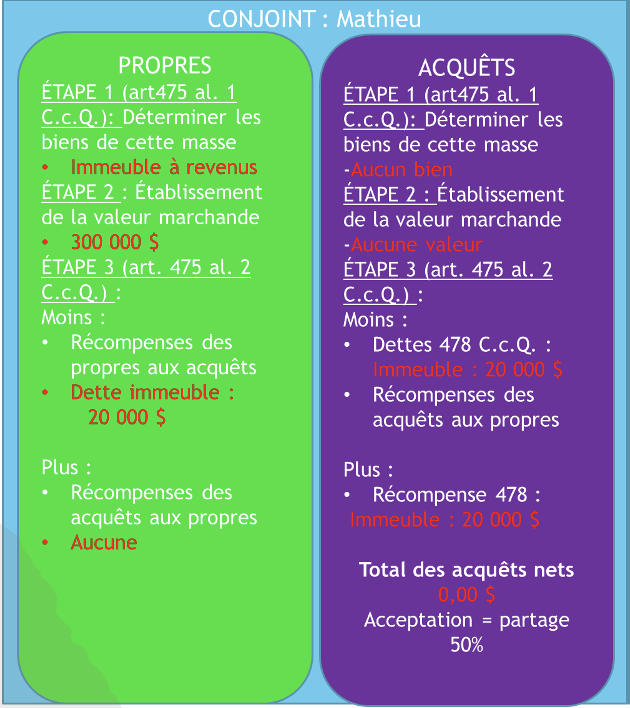 CONJOINT : Mathieu
PROPRES
ÉTAPE 1 (art475 al. 1
C.c.Q.): Déterminer les
biens de cette masse
• Immeuble à revenus
ÉTAPE 2 : Établissement
de la valeur marchande
• 300 000 $
ÉTAPE 3 (art. 475 al. 2
C.c.Q.) :
Moins :
• Récompenses des
propres aux acquêts
• Dette immeuble :
20 000 $
Plus :
• Récompenses des
acquêts aux propres
• Aucune
ACQUÊTS
ÉTAPE 1 (art475 al. 1
C.c.Q.): Déterminer les
biens de cette masse
-Aucun bien
ÉTAPE 2 : Établissement
de la valeur marchande
-Aucune valeur
ÉTAPE 3 (art. 475 al. 2
C.c.Q.) :
Moins :
• Dettes 478 C.c.Q. :
Immeuble : 20 000 $
• Récompenses des
acquêts aux propres
Plus :
• Récompense 478 :
Immeuble : 20 000 $
Total des acquêts nets
0,00 $
Acceptation = partage
50%